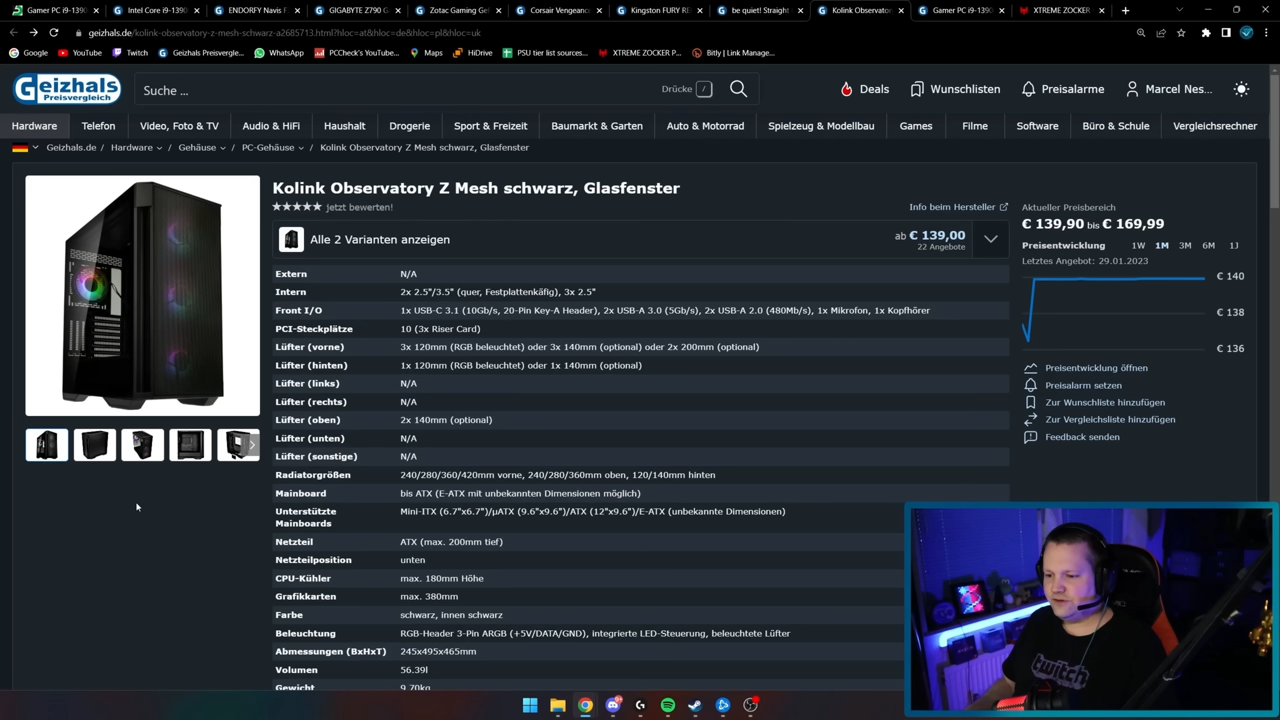 Gamer PC i9-1390
Intel Core i9-1390
ENDORFY Navis F
GIGABYTE Z790 G
Zotac Gaming Ge
Corsair Vengeanc
Kingston FURY RE
be quiet! Straight
Kolink Observator
Gamer PC i9-1390
XTREME ZOCKER
geizhals.de/kolink-observatory-z-mesh-schwarz-a2685713.html?hloc=at&hloc=de&hloc=pl&hloc=uk
Google
YouTube
Twitch
Geizhals Preisvergle...
WhatsApp
PCCheck's YouTube...
Maps
HiDrive
PSU tier list sources...
XTREME ZOCKER P...
Bitly | Link Manage...
Geizhals
Preisvergleich
Suche ...
Drücke /
Deals
Wunschlisten
Preisalarme
Marcel Nes...
Hardware
Telefon
Video, Foto & TV
Audio & HiFi
Haushalt
Drogerie
Sport & Freizeit
Baumarkt & Garten
Auto & Motorrad
Spielzeug & Modellbau
Games
Filme
Software
Büro & Schule
Vergleichsrechner
Geizhals.de / Hardware / Gehäuse / PC-Gehäuse / Kolink Observatory Z Mesh schwarz, Glasfenster
Kolink Observatory Z Mesh schwarz, Glasfenster
jetzt bewerten!
Info beim Hersteller
Alle 2 Varianten anzeigen
ab € 139,00
22 Angebote
Extern N/A
Intern 2x 2.5"/3.5" (quer, Festplattenkäfig), 3x 2.5"
Front I/O 1x USB-C 3.1 (10Gb/s, 20-Pin Key-A Header), 2x USB-A 3.0 (5Gb/s), 2x USB-A 2.0 (480Mb/s), 1x Mikrofon, 1x Kopfhörer
PCI-Steckplätze 10 (3x Riser Card)
Lüfter (vorne) 3x 120mm (RGB beleuchtet) oder 3x 140mm (optional) oder 2x 200mm (optional)
Lüfter (hinten) 1x 120mm (RGB beleuchtet) oder 1x 140mm (optional)
Lüfter (links) N/A
Lüfter (rechts) N/A
Lüfter (oben) 2x 140mm (optional)
Lüfter (unten) N/A
Lüfter (sonstige) N/A
Radiatorgrößen 240/280/360/420mm vorne, 240/280/360mm oben, 120/140mm hinten
Mainboard bis ATX (E-ATX mit unbekannten Dimensionen möglich)
Unterstützte Mini-ITX (6.7"x6.7")/µATX (9.6"x9.6")/ATX (12"x9.6")/E-ATX (unbekannte Dimensionen)
Mainboards
Netzteil ATX (max. 200mm tief)
Netzteilposition unten
CPU-Kühler max. 180mm Höhe
Grafikkarten max. 380mm
Farbe schwarz, innen schwarz
Beleuchtung RGB-Header 3-Pin ARGB (+5V/DATA/GND), integrierte LED-Steuerung, beleuchtete Lüfter
Abmessungen (BxHxT) 245x495x465mm
Volumen 56.39l
Gewicht 9.70kg
Aktueller Preisbereich
€ 139,90 bis € 169,99
Preisentwicklung 1W 1M 3M 6M 1J
Letztes Angebot: 29.01.2023
€ 140
€ 138
€ 136
Preisentwicklung öffnen
Preisalarm setzen
Zur Wunschliste hinzufügen
Zur Vergleichsliste hinzufügen
Feedback senden
twitch